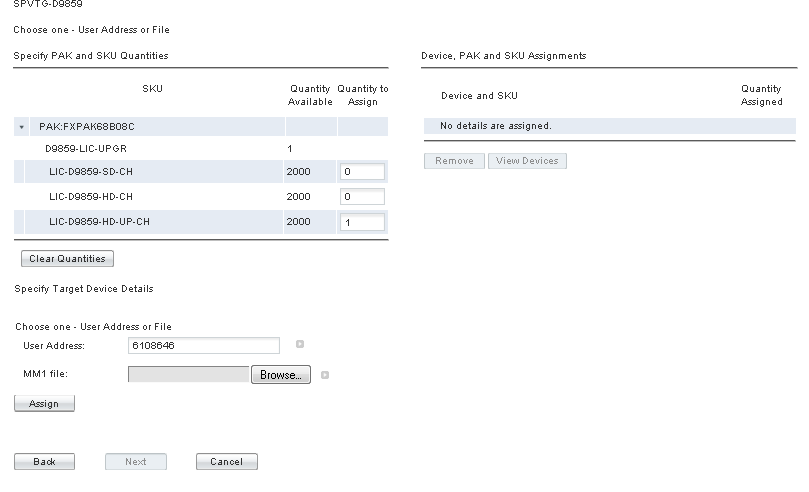 SPVTG-D9859
Choose one - User Address or File
Specify PAK and SKU Quantities
SKU
Quantity Available
Quantity to Assign
PAK:FXPAK68B08C
D9859-LIC-UPGR 1
LIC-D9859-SD-CH 2000 0
LIC-D9859-HD-CH 2000 0
LIC-D9859-HD-UP-CH 2000 1
Clear Quantities
Device, PAK and SKU Assignments
Device and SKU
Quantity Assigned
No details are assigned.
Remove View Devices
Specify Target Device Details
Choose one - User Address or File
User Address: 6108646
MM1 file: Browse...
Assign
Back Next Cancel